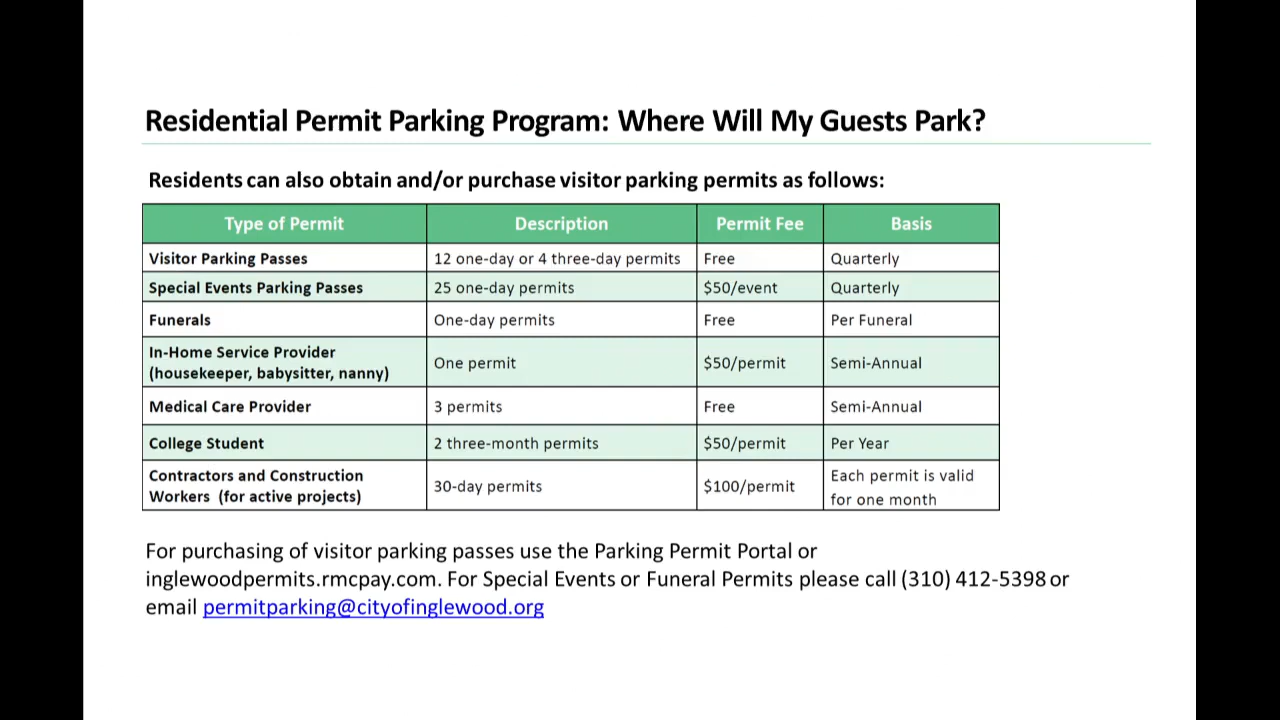 Residential Permit Parking Program: Where Will My Guests Park?
Residents can also obtain and/or purchase visitor parking permits as follows:
Type of Permit Description Permit Fee Basis
Visitor Parking Passes 12 one-day or 4 three-day permits Free Quarterly
Special Events Parking Passes 25 one-day permits $50/event Quarterly
Funerals One-day permits Free Per Funeral
In-Home Service Provider
(housekeeper, babysitter, nanny) One permit $50/permit Semi-Annual
Medical Care Provider 3 permits Free Semi-Annual
College Student 2 three-month permits $50/permit Per Year
Contractors and Construction
Workers (for active projects) 30-day permits $100/permit Each permit is valid
for one month
For purchasing of visitor parking passes use the Parking Permit Portal or
inglewoodpermits.rmcpay.com. For Special Events or Funeral Permits please call (310) 412-5398 or
email permitparking@cityofinglewood.org